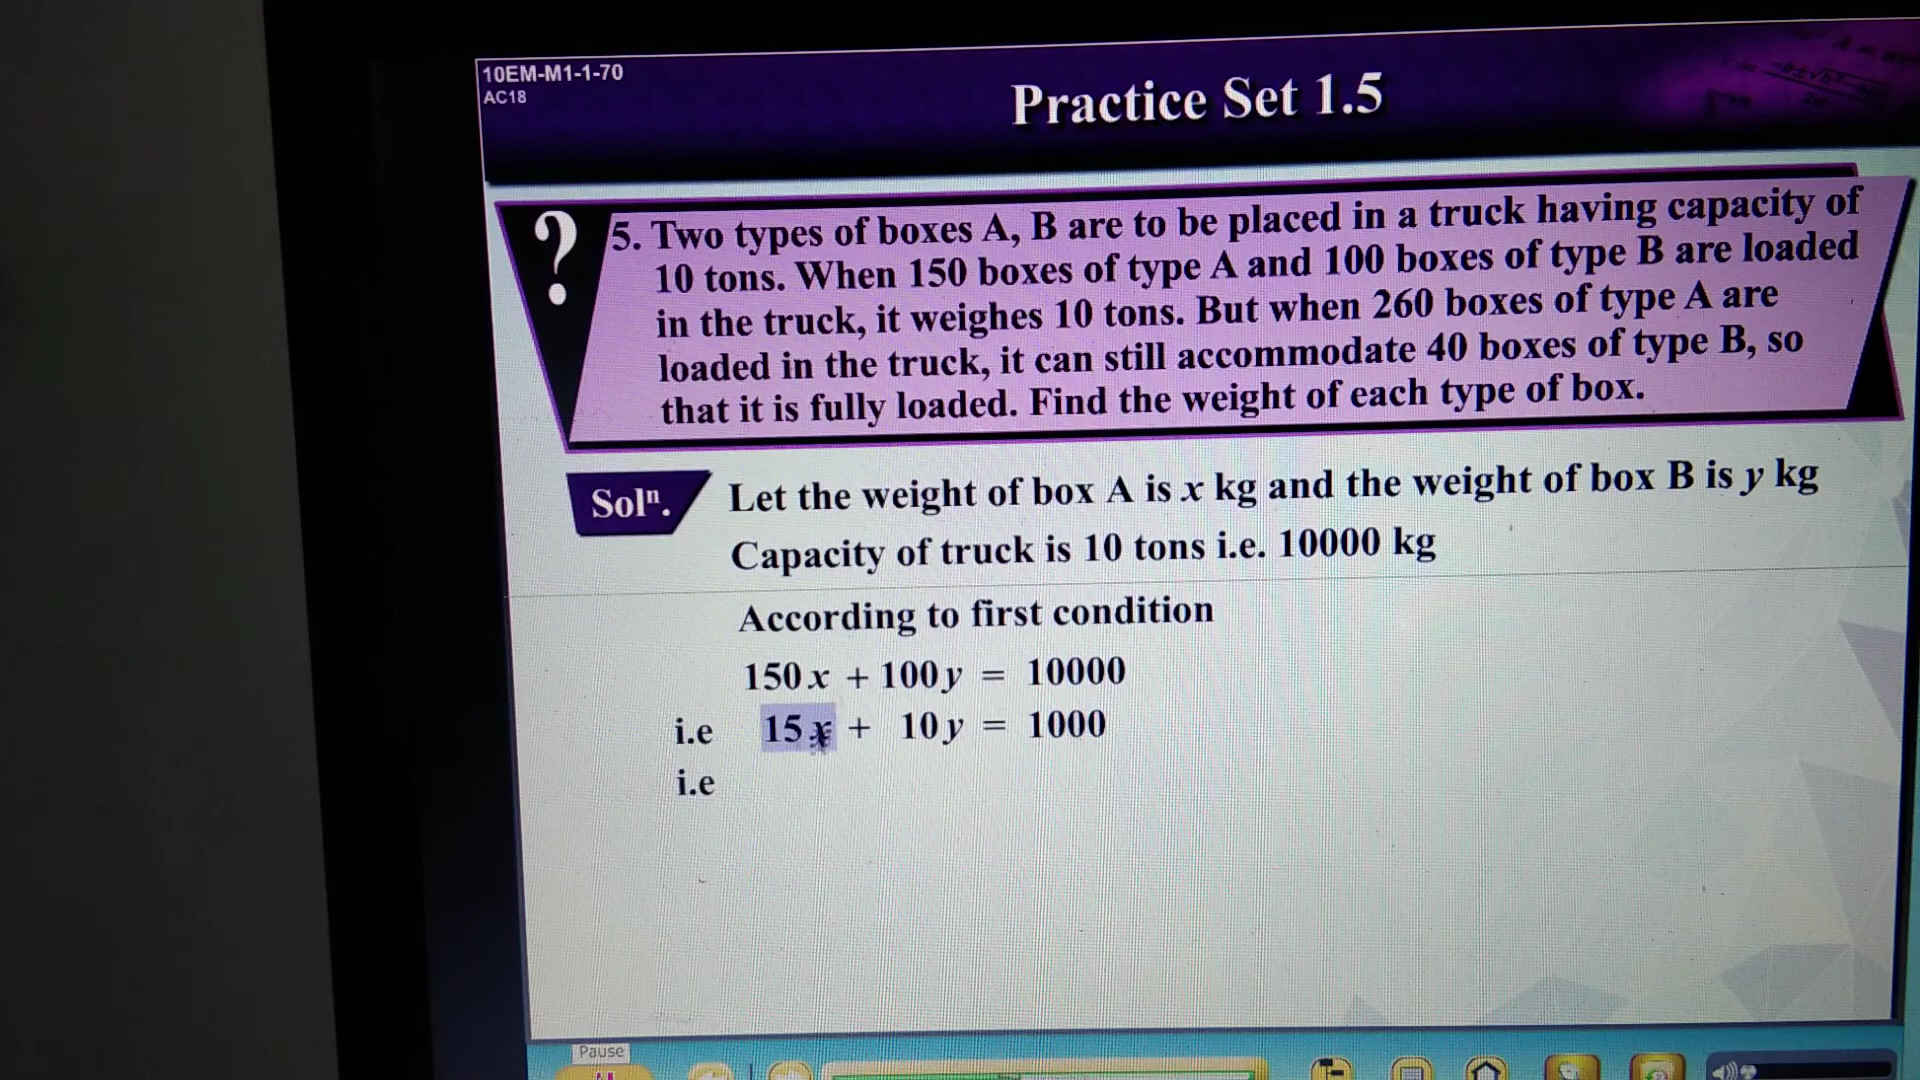 10EM-M1-1-70
AC18
Practice Set 1.5
?
5. Two types of boxes A, B are to be placed in a truck having capacity of
10 tons. When 150 boxes of type A and 100 boxes of type B are loaded
in the truck, it weighes 10 tons. But when 260 boxes of type A are
loaded in the truck, it can still accommodate 40 boxes of type B, so
that it is fully loaded. Find the weight of each type of box.
Solⁿ. Let the weight of box A is x kg and the weight of box B is y kg
Capacity of truck is 10 tons i.e. 10000 kg
According to first condition
150x + 100y = 10000
i.e 15x + 10y = 1000
i.e
Pause